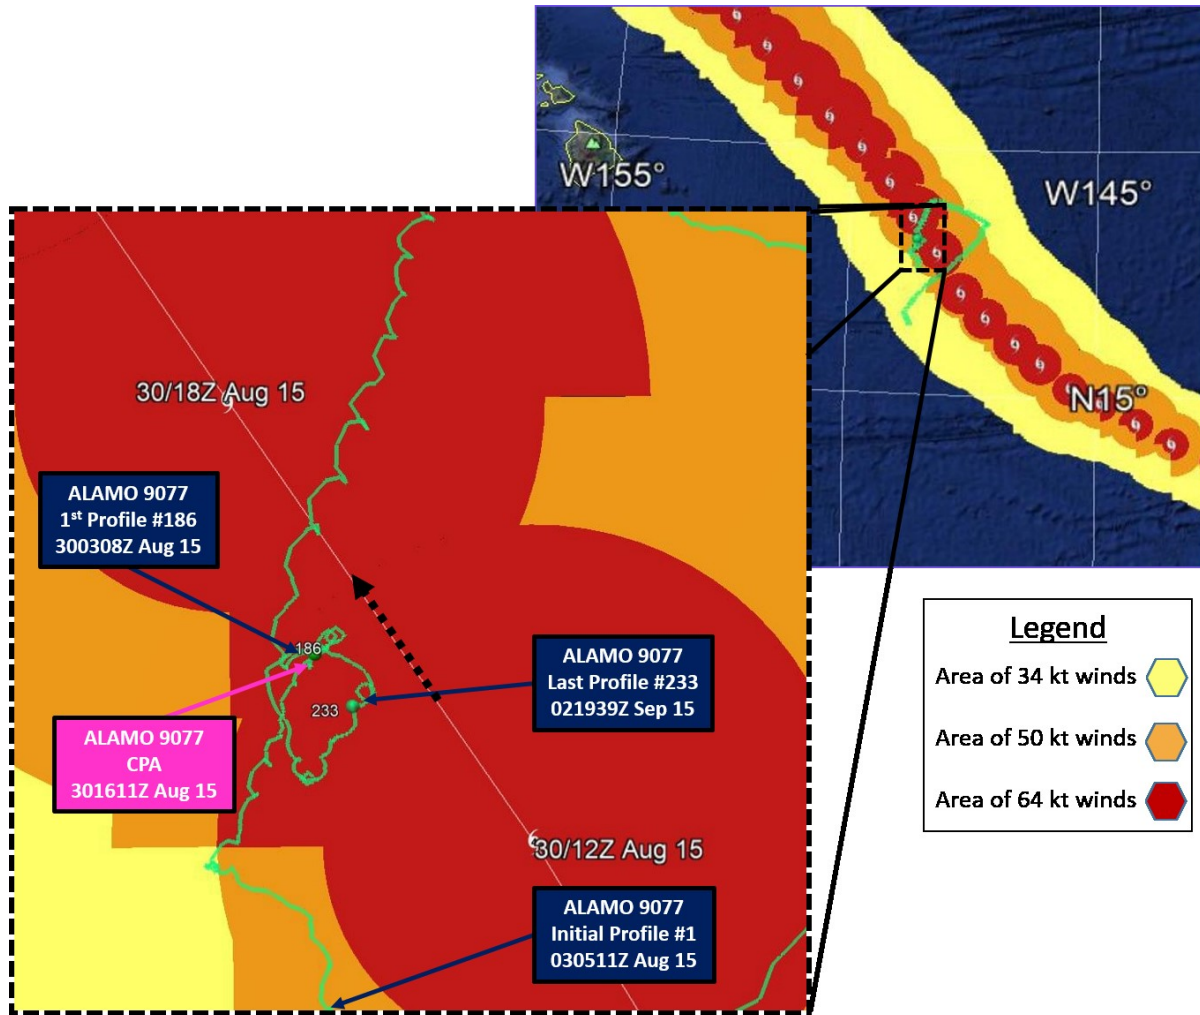 W155°
W145°
N15°
30/18Z Aug 15
ALAMO 9077
1st Profile #186
300308Z Aug 15
186
ALAMO 9077
Last Profile #233
021939Z Sep 15
233
ALAMO 9077
CPA
301611Z Aug 15
30/12Z Aug 15
ALAMO 9077
Initial Profile #1
030511Z Aug 15
Legend
Area of 34 kt winds
Area of 50 kt winds
Area of 64 kt winds